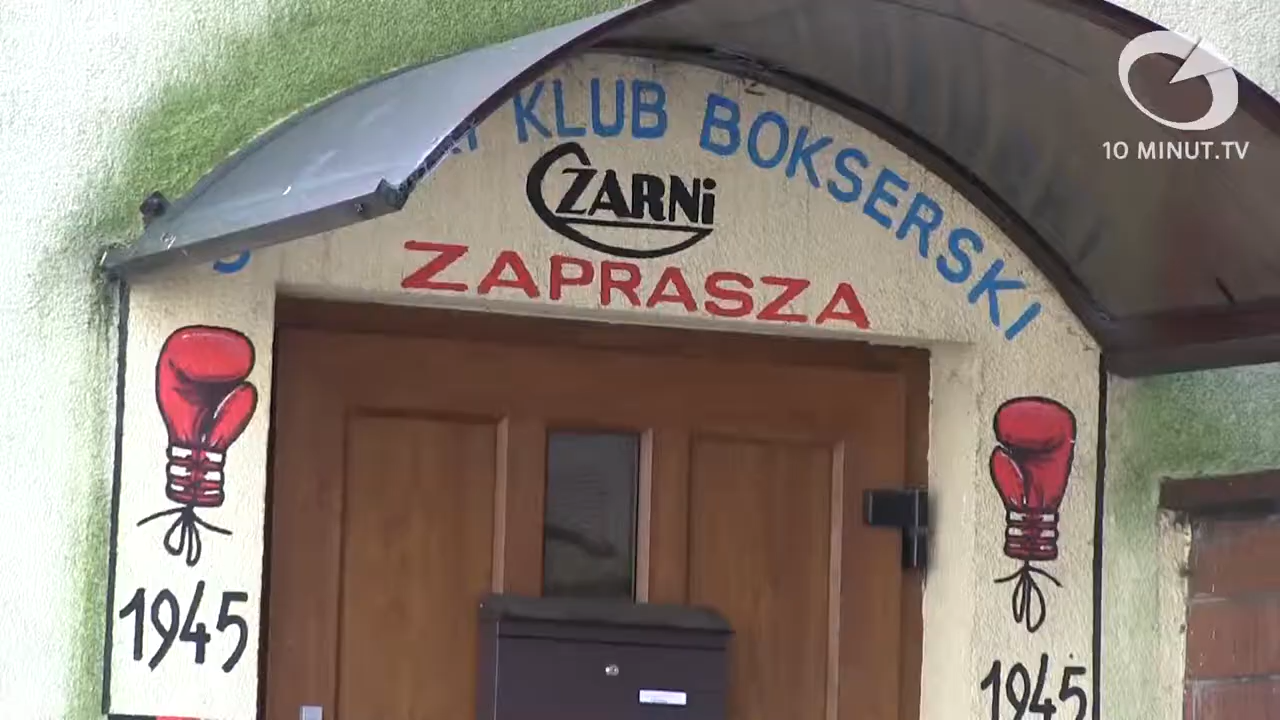 KLUB BOKSERSKI
CZARNi
ZAPRASZA
1945
1945
10 MINUT.TV